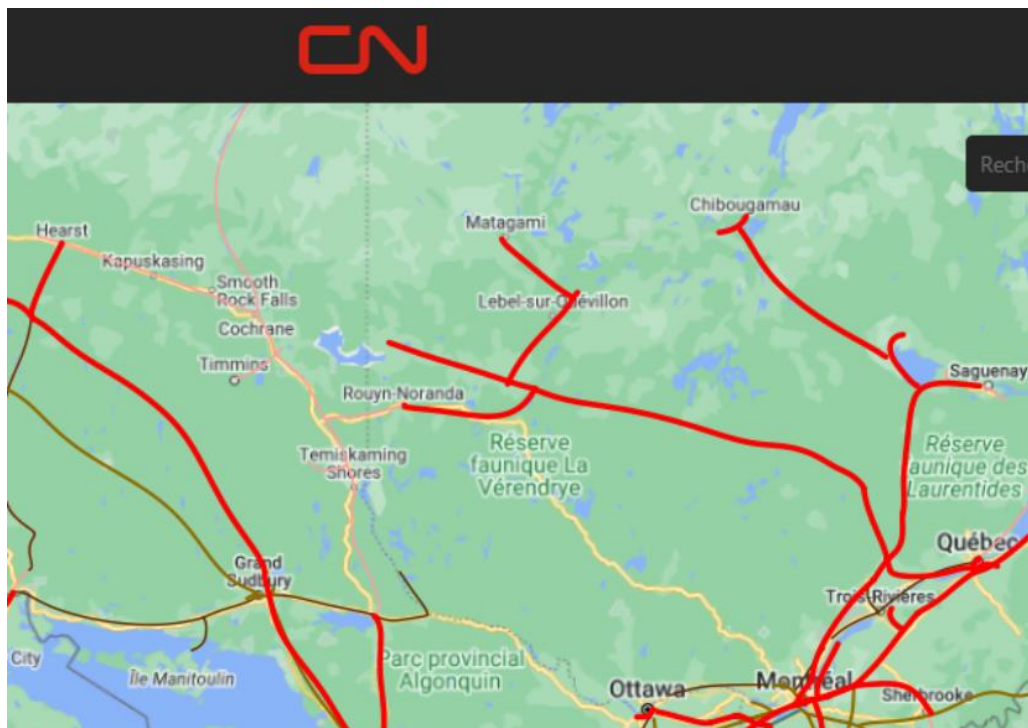 CN
Reche
Chibougamau
Matagami
Hearst
Kapuskasing
Smooth
Rock Falls
Lebel-sur-Quévillon
Cochrane
Timmins
Saguenay
Rouyn-Noranda
Réserve
faunique La
Vérendrye
Réserve
faunique des
Laurentides
Temiskaming
Shores
Québec
Grand
Sudbury
Trois-Rivières
City
Île Manitoulin
Parc provincial
Algonquin
Ottawa
Montréal
Sherbrooke